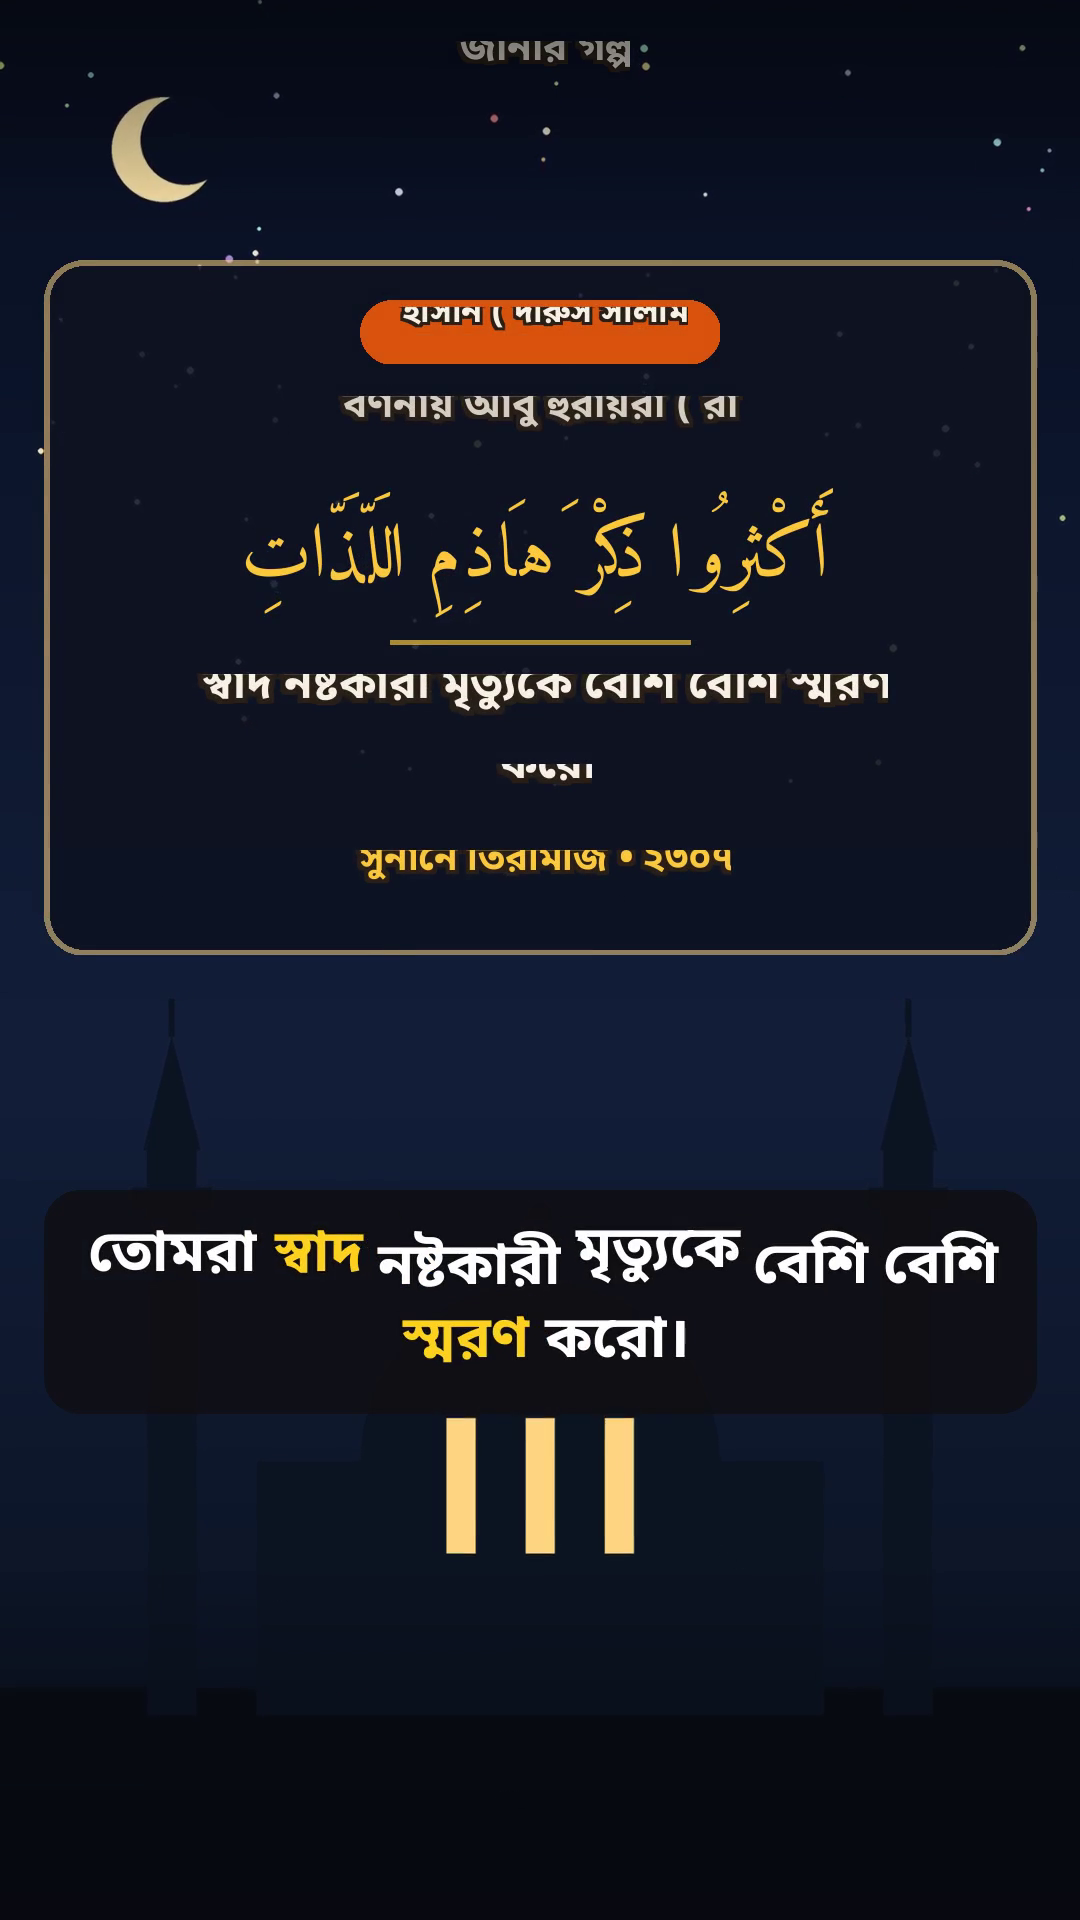 জানার গল্প
হাসান ( দারুস সালাম
বর্ণনায় আবু হুরায়রা ( রা
أَكْثِرُوا ذِكْرَ هَاذِمِ اللَّذَّاتِ
স্বাদ নষ্টকারী মৃত্যুকে বেশি বেশি স্মরণ
করো
সুনানে তিরমিজি • ২৩০৭
তোমরা স্বাদ নষ্টকারী মৃত্যুকে বেশি বেশি
স্মরণ করো।